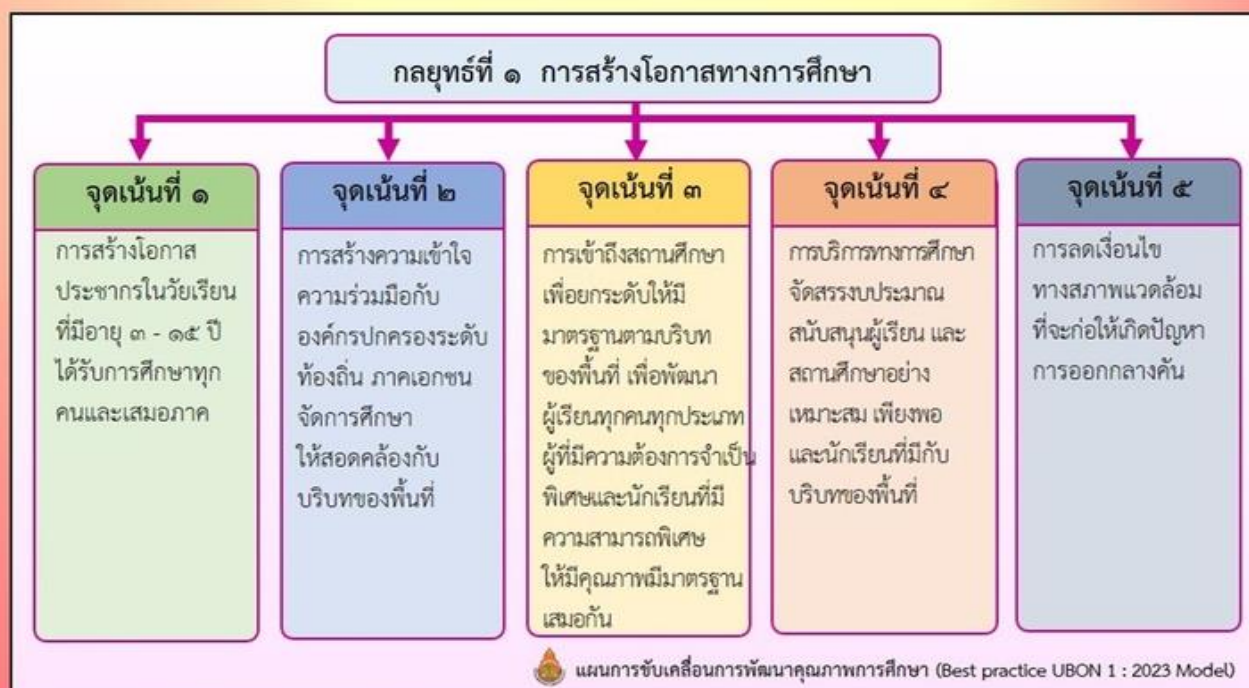 กลยุทธ์ที่ ๑ การสร้างโอกาสทางการศึกษา
จุดเน้นที่ ๑
การสร้างโอกาส
ประชากรในวัยเรียน
ที่มีอายุ ๓ - ๑๕ ปี
ได้รับการศึกษาทุก
คนและเสมอภาค
จุดเน้นที่ ๒
การสร้างความเข้าใจ
ความร่วมมือกับ
องค์กรปกครองระดับ
ท้องถิ่น ภาคเอกชน
จัดการศึกษา
ให้สอดคล้องกับ
บริบทของพื้นที่
จุดเน้นที่ ๓
การเข้าถึงสถานศึกษา
เพื่อยกระดับให้มี
มาตรฐานตามบริบท
ของพื้นที่ เพื่อพัฒนา
ผู้เรียนทุกคนทุกประเภท
ผู้ที่มีความต้องการจำเป็น
พิเศษและนักเรียนที่มี
ความสามารถพิเศษ
ให้มีคุณภาพมีมาตรฐาน
เสมอกัน
จุดเน้นที่ ๔
การบริการทางการศึกษา
จัดสรรงบประมาณ
สนับสนุนผู้เรียน และ
สถานศึกษาอย่าง
เหมาะสม เพียงพอ
และนักเรียนที่มีกับ
บริบทของพื้นที่
จุดเน้นที่ ๕
การลดเงื่อนไข
ทางสภาพแวดล้อม
ที่จะก่อให้เกิดปัญหา
การออกกลางคัน
แผนการขับเคลื่อนการพัฒนาคุณภาพการศึกษา (Best practice UBON 1 : 2023 Model)